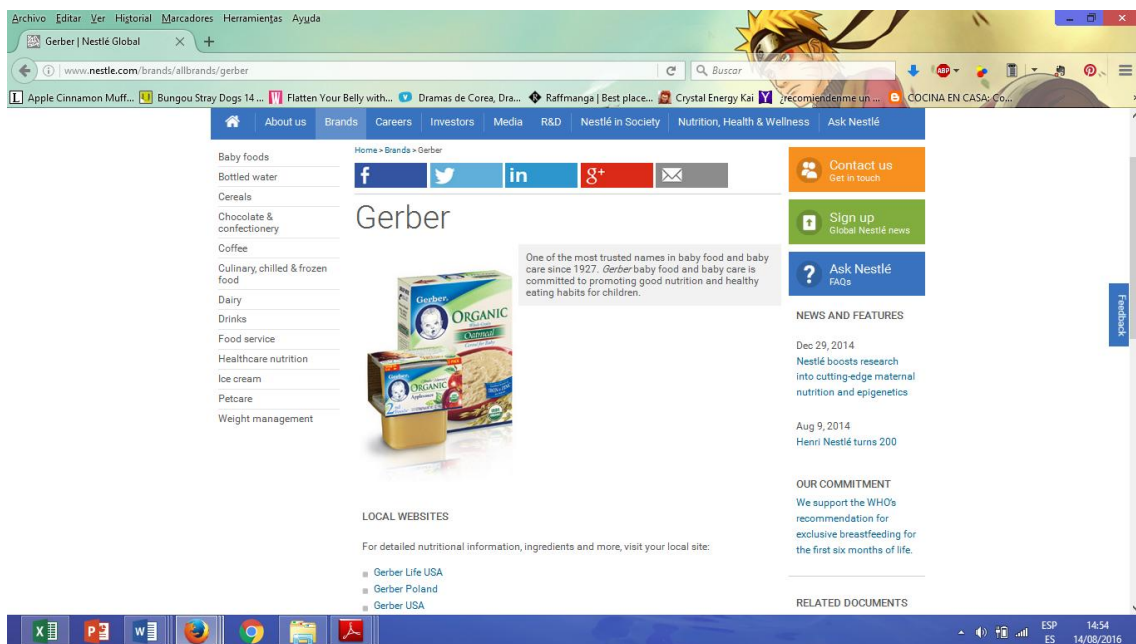 Archivo Editar Ver Historial Marcadores Herramientas Ayuda
Gerber | Nestlé Global
www.nestle.com/brands/allbrands/gerber
Buscar
Apple Cinnamon Muff... Bungou Stray Dogs 14 ... Flatten Your Belly with... Dramas de Corea, Dra... Raffmanga | Best place... Crystal Energy Kai ¿recomiendenme un ... COCINA EN CASA: Co...
About us Brands Careers Investors Media R&D Nestlé in Society Nutrition, Health & Wellness Ask Nestlé
Baby foods
Bottled water
Cereals
Chocolate &
confectionery
Coffee
Culinary, chilled & frozen
food
Dairy
Drinks
Food service
Healthcare nutrition
Ice cream
Petcare
Weight management
Home > Brands > Gerber
Gerber
One of the most trusted names in baby food and baby
care since 1927. Gerber baby food and baby care is
committed to promoting good nutrition and healthy
eating habits for children.
Gerber.
ORGANIC
Oatmeal
ORGANIC
LOCAL WEBSITES
For detailed nutritional information, ingredients and more, visit your local site:
Gerber Life USA
Gerber Poland
Gerber USA
Contact us
Get in touch
Sign up
Global Nestlé news
Ask Nestlé
FAQs
NEWS AND FEATURES
Dec 29, 2014
Nestlé boosts research
into cutting-edge maternal
nutrition and epigenetics
Aug 9, 2014
Henri Nestlé turns 200
OUR COMMITMENT
We support the WHO's
recommendation for
exclusive breastfeeding for
the first six months of life.
RELATED DOCUMENTS
Feedback
ESP
ES
14:54
14/08/2016